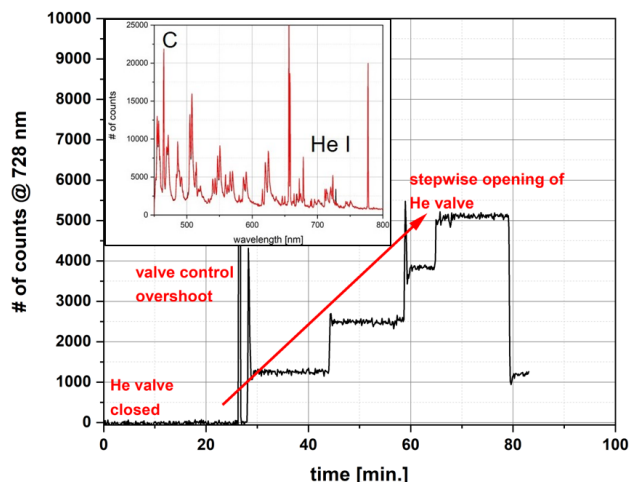 10000
9000
8000
7000
6000
5000
4000
3000
2000
1000
0
# of counts @ 728 nm
25000
20000
15000
10000
5000
0
# of counts
C
He I
500
600
700
800
wavelength [nm]
stepwise opening of
He valve
valve control
overshoot
He valve
closed
0
20
40
60
80
100
time [min.]